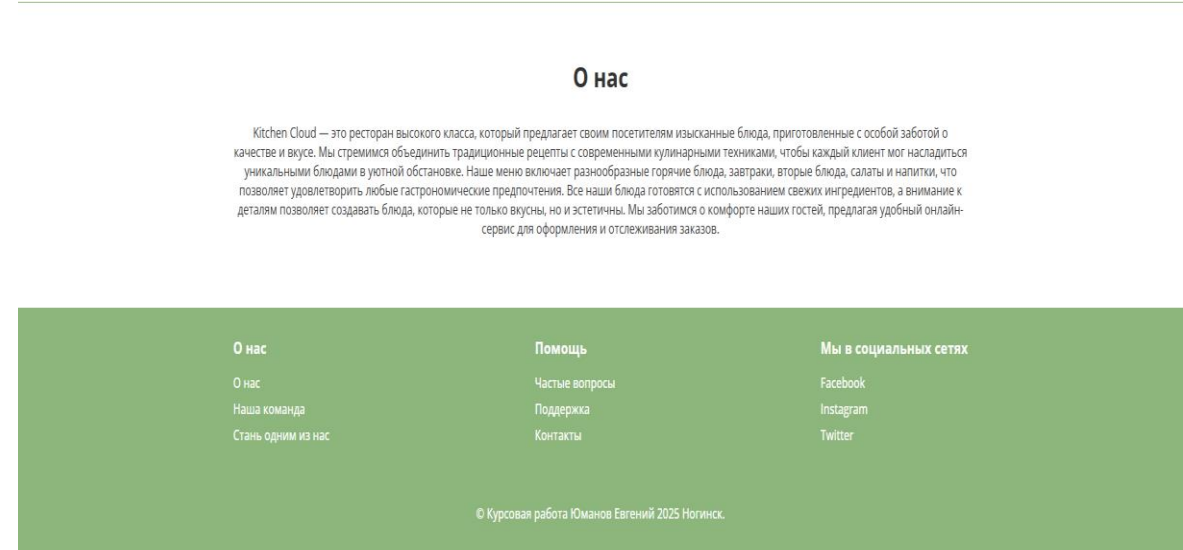 О нас
Kitchen Cloud — это ресторан высокого класса, который предлагает своим посетителям изысканные блюда, приготовленные с особой заботой о
качестве и вкусе. Мы стремимся объединить традиционные рецепты с современными кулинарными техниками, чтобы каждый клиент мог насладиться
уникальными блюдами в уютной обстановке. Наше меню включает разнообразные горячие блюда, завтраки, вторые блюда, салаты и напитки, что
позволяет удовлетворить любые гастрономические предпочтения. Все наши блюда готовятся с использованием свежих ингредиентов, а внимание к
деталям позволяет создавать блюда, которые не только вкусны, но и эстетичны. Мы заботимся о комфорте наших гостей, предлагая удобный онлайн-
сервис для оформления и отслеживания заказов.
О нас
О нас
Наша команда
Стань одним из нас
Помощь
Частые вопросы
Поддержка
Контакты
Мы в социальных сетях
Facebook
Instagram
Twitter
© Курсовая работа Юманов Евгений 2025 Ногинск.